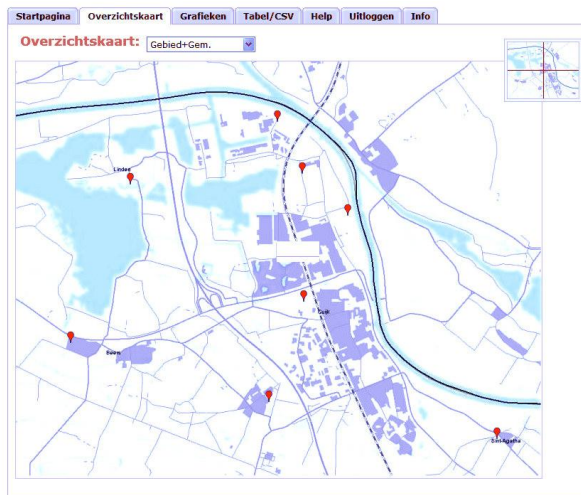 Startpagina Overzichtskaart Grafieken Tabel/CSV Help Uitloggen Info
Overzichtskaart: Gebied+Gem.
Linden
Cuijk
Beers
Sint-Agatha